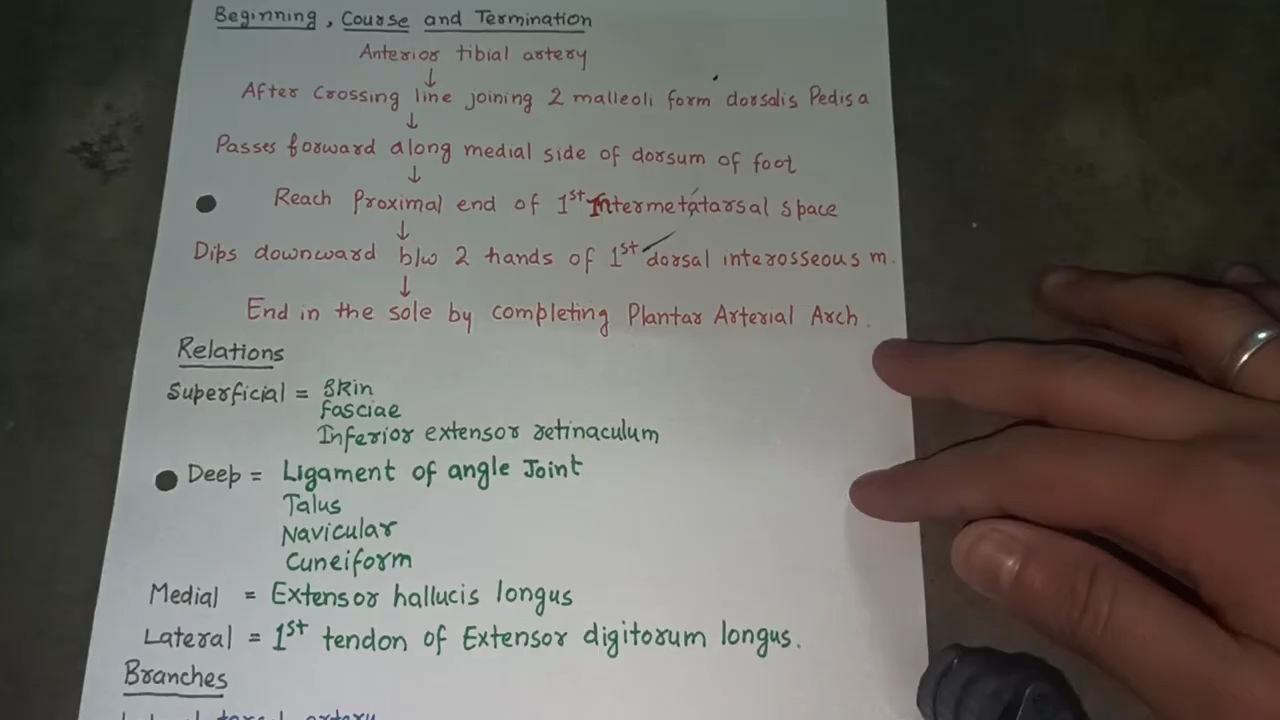 Beginning, Course and Termination
Anterior tibial artery
↓
After Crossing line joining 2 malleoli form dorsalis Pedis a
↓
Passes forward along medial side of dorsum of foot
↓
Reach Proximal end of 1st Intermetatarsal space
↓
Dips downward b/w 2 hands of 1st dorsal interosseous m.
↓
End in the sole by completing Plantar Arterial Arch.
Relations
Superficial = Skin
Fasciae
Inferior extensor retinaculum
Deep = Ligament of angle Joint
Talus
Navicular
Cuneiform
Medial = Extensor hallucis longus
Lateral = 1st tendon of Extensor digitorum longus.
Branches
artery